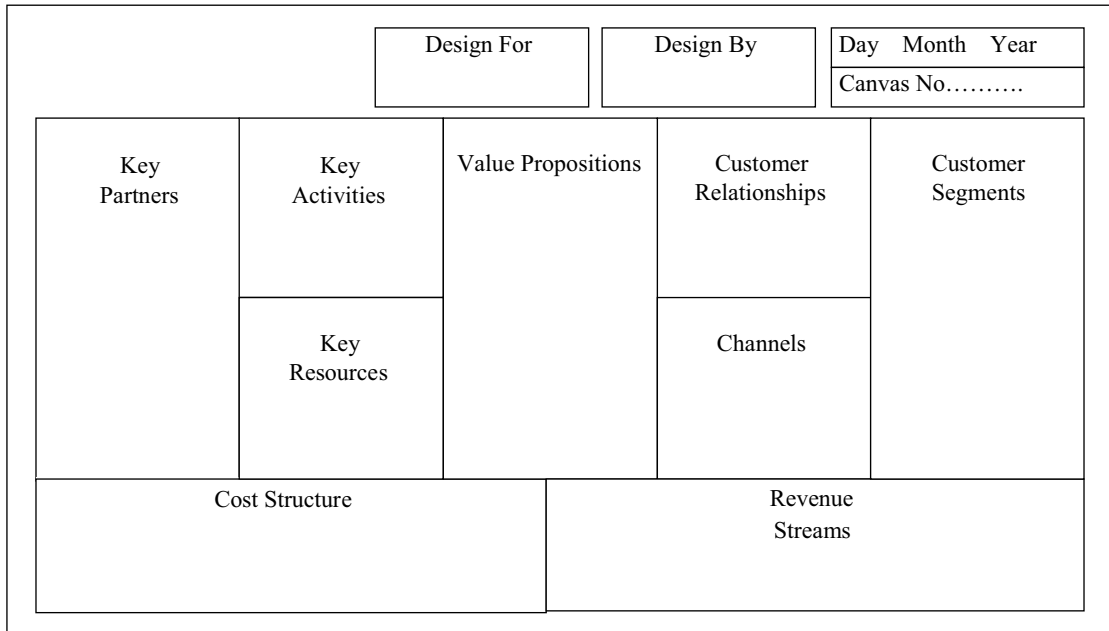 Design For
Design By
Day Month Year
Canvas No……….
Key
Partners
Key
Activities
Value Propositions
Customer
Relationships
Customer
Segments
Key
Resources
Channels
Cost Structure
Revenue
Streams